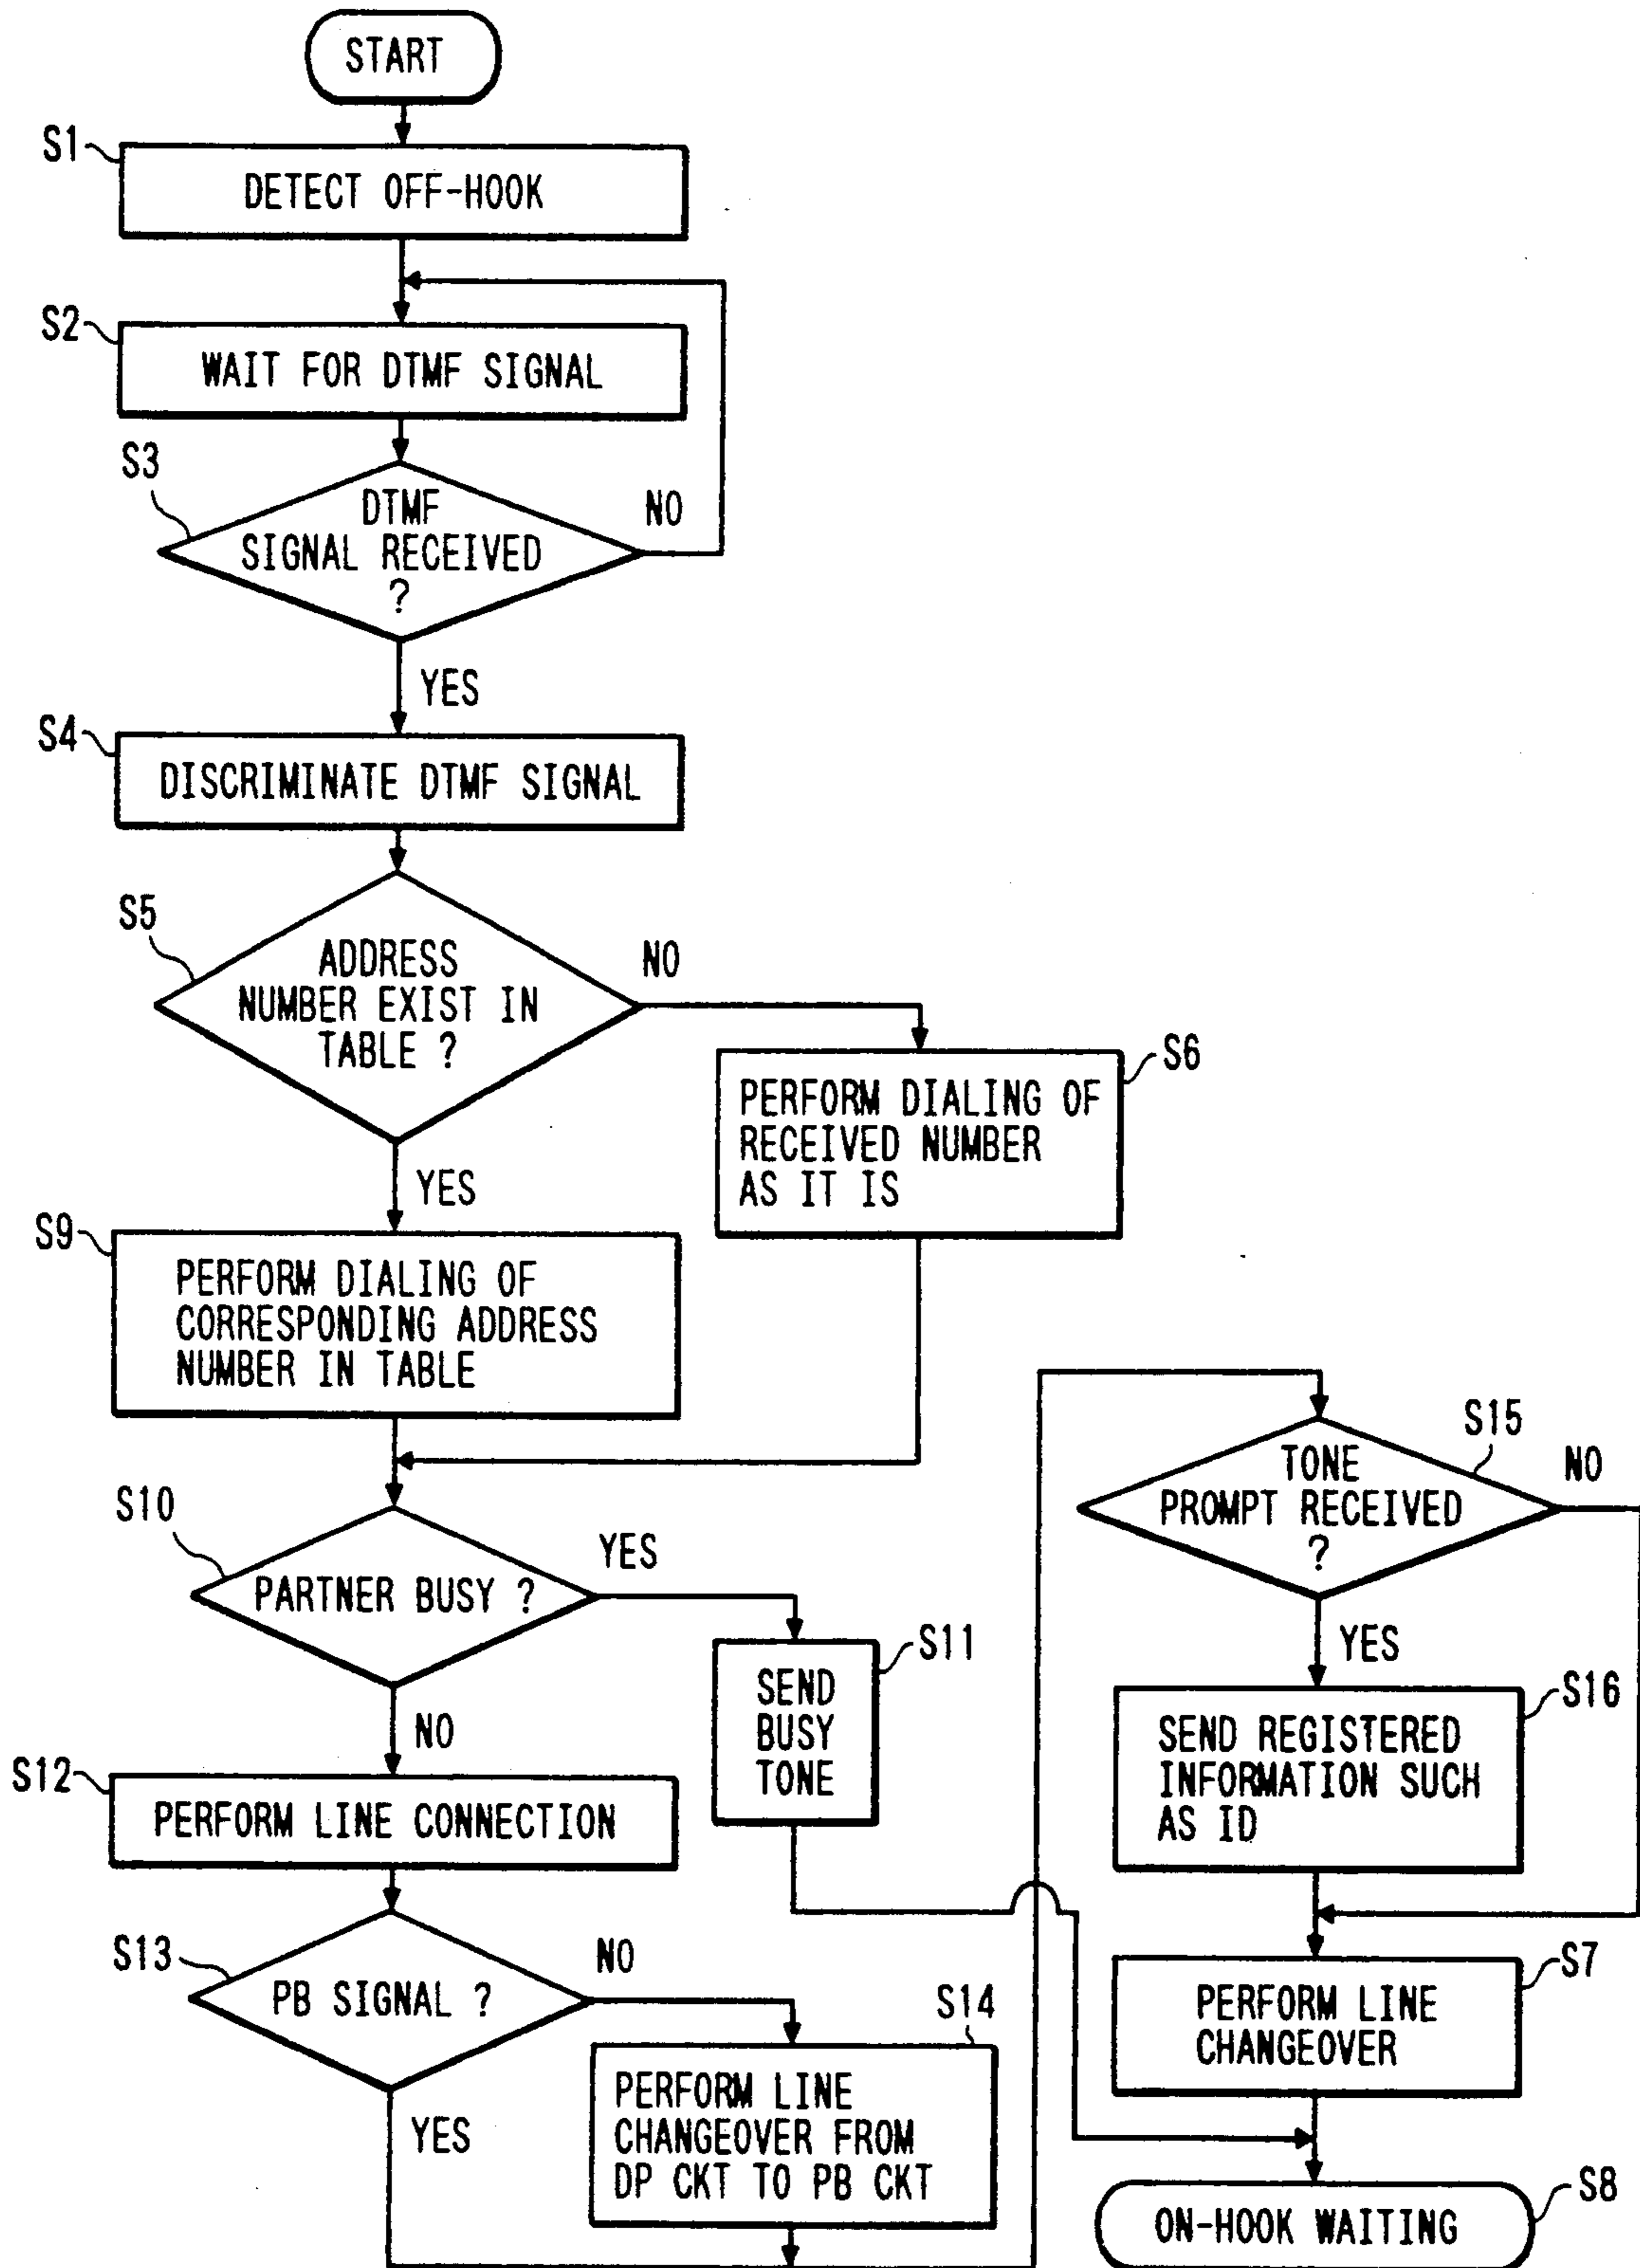 START
S1
DETECT OFF-HOOK
S2
WAIT FOR DTMF SIGNAL
S3
DTMF
SIGNAL RECEIVED
?
NO
YES
S4
DISCRIMINATE DTMF SIGNAL
S5
ADDRESS
NUMBER EXIST IN
TABLE ?
NO
YES
S6
PERFORM DIALING OF
RECEIVED NUMBER
AS IT IS
S9
PERFORM DIALING OF
CORRESPONDING ADDRESS
NUMBER IN TABLE
S10
PARTNER BUSY ?
YES
NO
S11
SEND
BUSY
TONE
S12
PERFORM LINE CONNECTION
S13
PB SIGNAL ?
NO
YES
S14
PERFORM LINE
CHANGEOVER FROM
DP CKT TO PB CKT
S15
TONE
PROMPT RECEIVED
?
NO
YES
S16
SEND REGISTERED
INFORMATION SUCH
AS ID
S7
PERFORM LINE
CHANGEOVER
S8
ON-HOOK WAITING